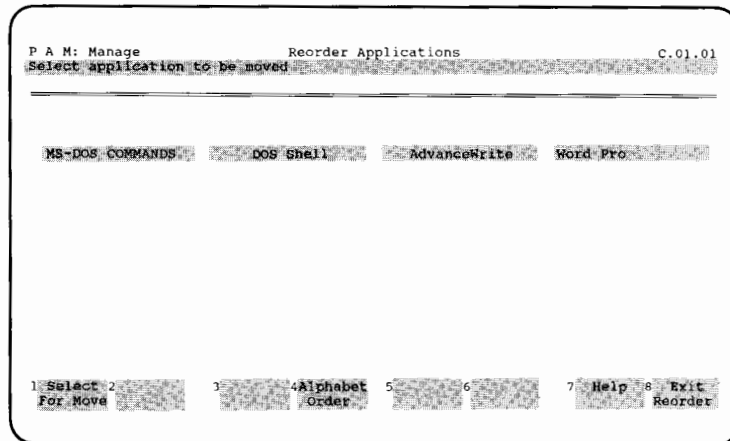 P A M: Manage Reorder Applications C.01.01
Select application to be moved
MS-DOS COMMANDS DOS Shell AdvanceWrite Word Pro
1 Select 2 3 4 Alphabet 5 6 7 Help 8 Exit
For Move Order Reorder